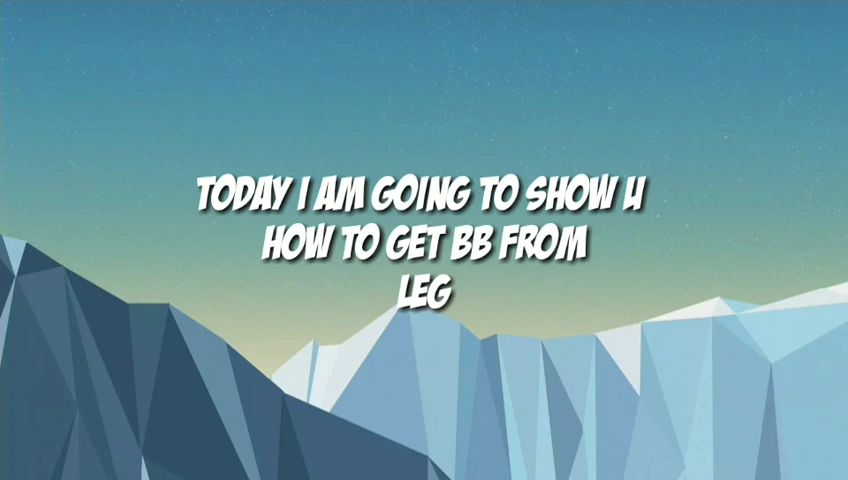 TODAY I AM GOING TO SHOW U
HOW TO GET BB FROM
LEG